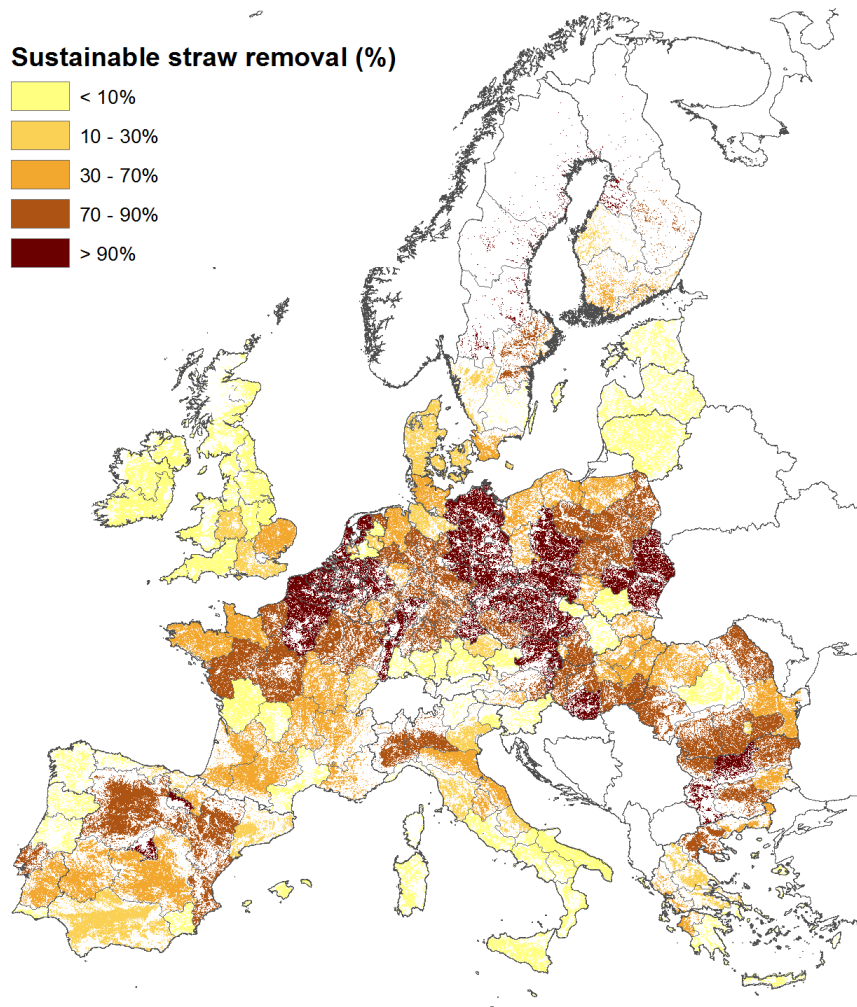 Sustainable straw removal (%)
< 10%
10 - 30%
30 - 70%
70 - 90%
> 90%